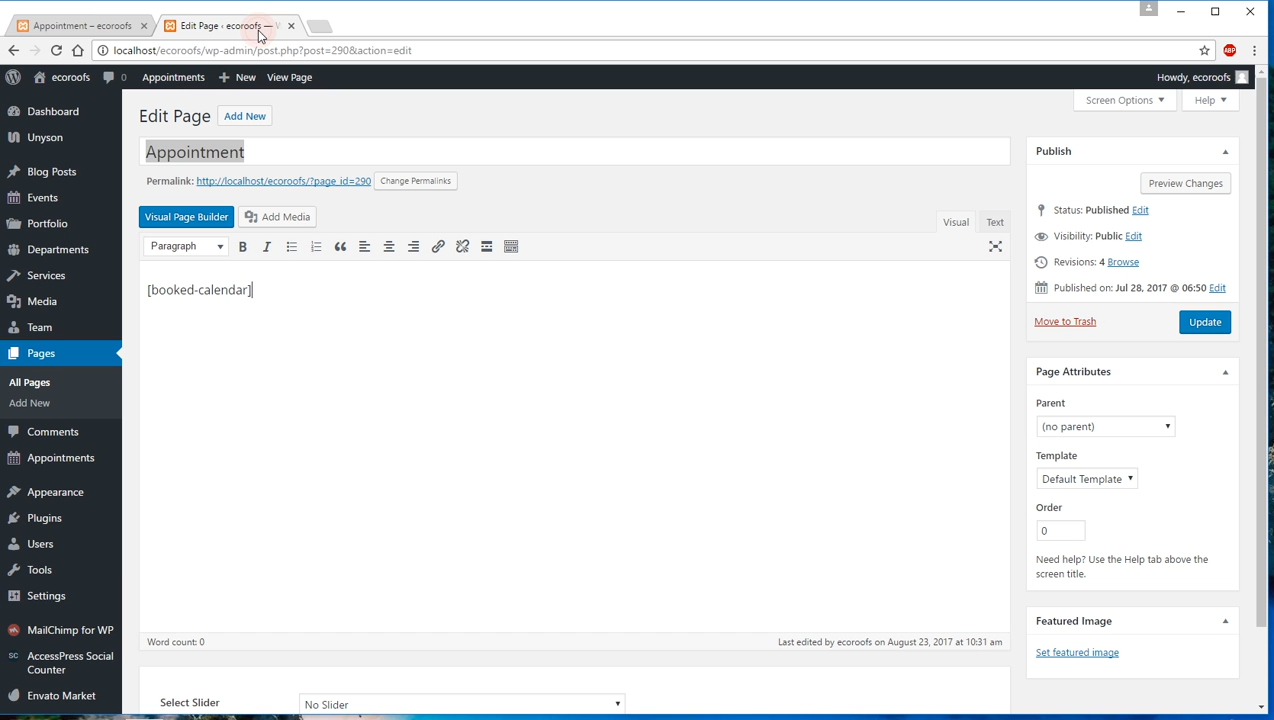 Appointment – ecoroofs
Edit Page ‹ ecoroofs —
localhost/ecoroofs/wp-admin/post.php?post=290&action=edit
ABP
ecoroofs 0 Appointments New View Page Howdy, ecoroofs
Screen Options Help
Dashboard
Unyson
Blog Posts
Events
Portfolio
Departments
Services
Media
Team
Pages
All Pages
Add New
Comments
Appointments
Appearance
Plugins
Users
Tools
Settings
MailChimp for WP
SC AccessPress Social
Counter
Envato Market
Edit Page Add New
Appointment
Permalink: http://localhost/ecoroofs/?page_id=290 Change Permalinks
Visual Page Builder Add Media
Visual Text
Paragraph B I
[booked-calendar]
Word count: 0 Last edited by ecoroofs on August 23, 2017 at 10:31 am
Select Slider No Slider
Publish
Preview Changes
Status: Published Edit
Visibility: Public Edit
Revisions: 4 Browse
Published on: Jul 28, 2017 @ 06:50 Edit
Move to Trash Update
Page Attributes
Parent
(no parent)
Template
Default Template
Order
0
Need help? Use the Help tab above the
screen title.
Featured Image
Set featured image